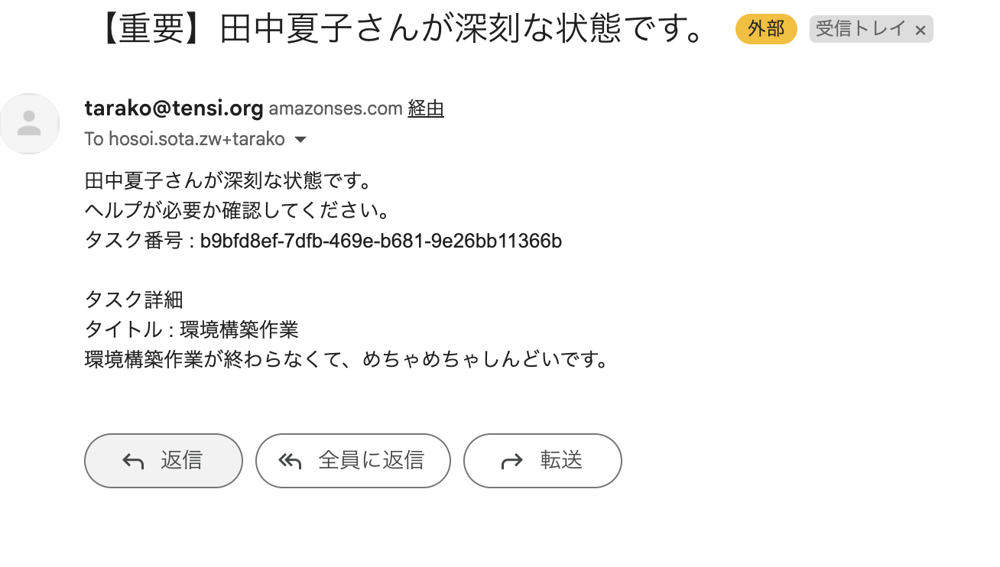 【重要】田中夏子さんが深刻な状態です。 外部 受信トレイ ×
tarako@tensi.org amazonses.com 経由
To hosoi.sota.zw+tarako
田中夏子さんが深刻な状態です。
ヘルプが必要か確認してください。
タスク番号 : b9bfd8ef-7dfb-469e-b681-9e26bb11366b
タスク詳細
タイトル : 環境構築作業
環境構築作業が終わらなくて、めちゃめちゃしんどいです。
返信 全員に返信 転送